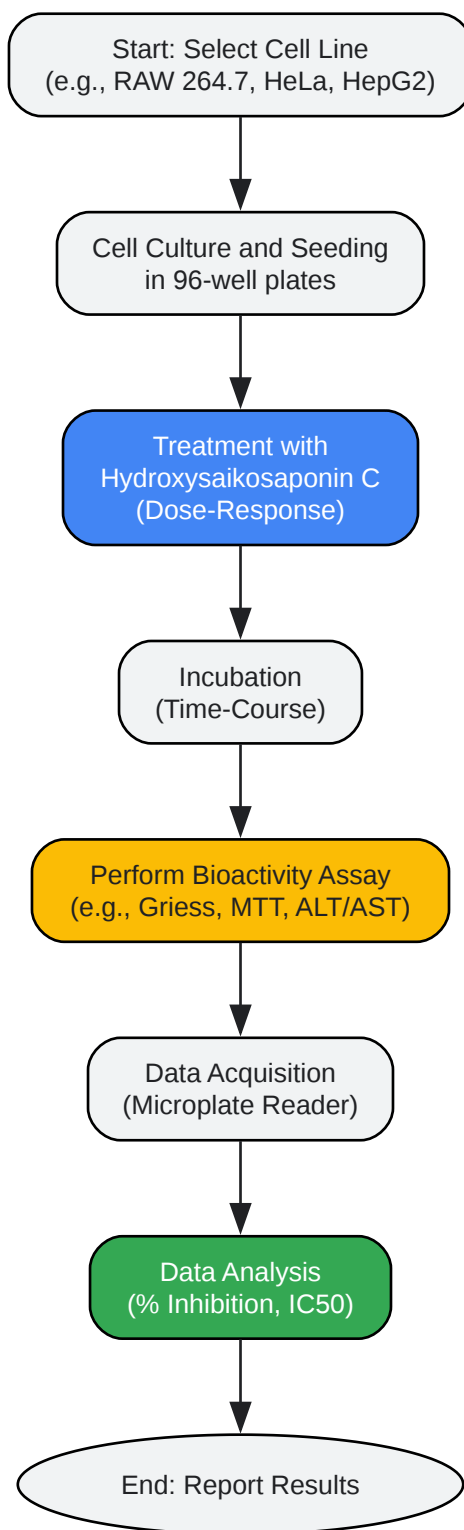 Start: Select Cell Line
(e.g., RAW 264.7, HeLa, HepG2)
Cell Culture and Seeding
in 96-well plates
Treatment with
Hydroxysaikosaponin C
(Dose-Response)
Incubation
(Time-Course)
Perform Bioactivity Assay
(e.g., Griess, MTT, ALT/AST)
Data Acquisition
(Microplate Reader)
Data Analysis
(% Inhibition, IC50)
End: Report Results